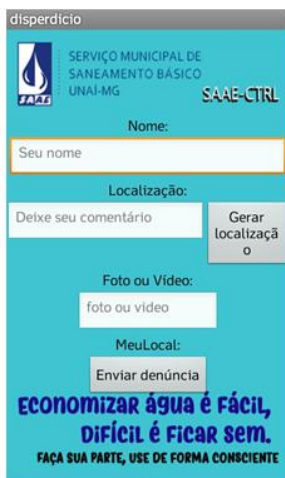 disperdicio
SERVIÇO MUNICIPAL DE
SANEAMENTO BÁSICO
UNAÍ-MG
SAAE
SAAE-CTRL
Nome:
Seu nome
Localização:
Deixe seu comentário
Gerar
localizaçã
o
Foto ou Vídeo:
foto ou video
MeuLocal:
Enviar denúncia
Economizar água é fácil,
difícil é ficar sem.
FAÇA SUA PARTE, USE DE FORMA CONSCIENTE